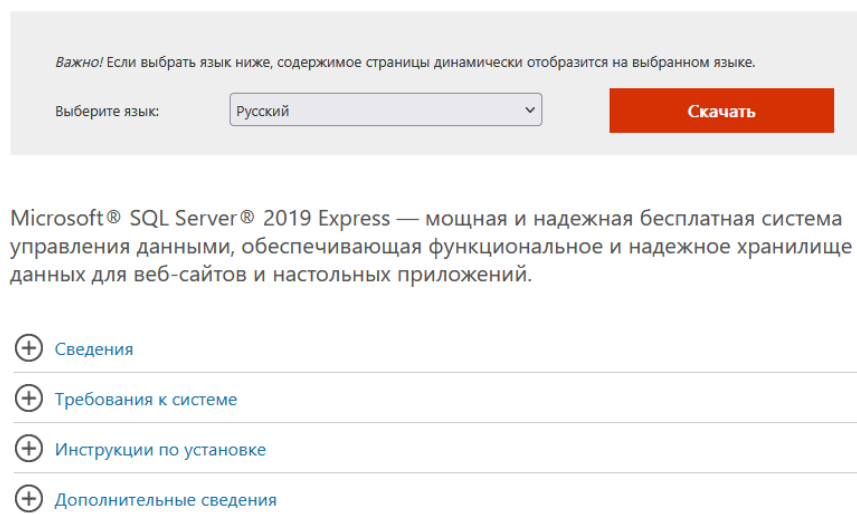 Важно! Если выбрать язык ниже, содержимое страницы динамически отобразится на выбранном языке.
Выберите язык:
Русский
Скачать
Microsoft® SQL Server® 2019 Express — мощная и надежная бесплатная система
управления данными, обеспечивающая функциональное и надежное хранилище
данных для веб-сайтов и настольных приложений.
Сведения
Требования к системе
Инструкции по установке
Дополнительные сведения